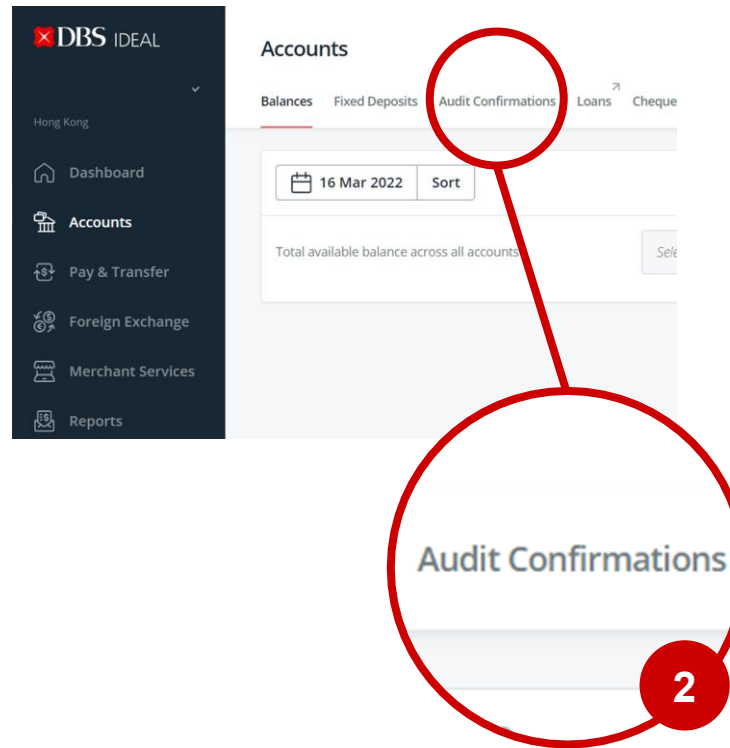 DBS IDEAL
Hong Kong
Dashboard
Accounts
Pay & Transfer
Foreign Exchange
Merchant Services
Reports
Accounts
Balances Fixed Deposits Audit Confirmations Loans Cheque
16 Mar 2022 Sort
Total available balance across all accounts
Audit Confirmations
2